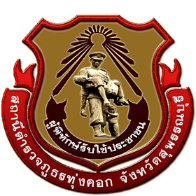 ผู้พิทักษ์รับใช้ประชาชน
สถานีตำรวจภูธรทุ่งคอก จังหวัดสุพรรณบุรี